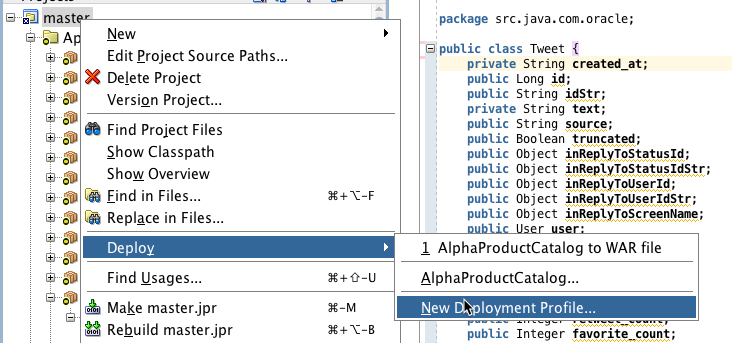 Projects
master
Ap
New
Edit Project Source Paths...
Delete Project
Version Project...
Find Project Files
Show Classpath
Show Overview
Find in Files... ⌘+⌥-F
Replace in Files...
Deploy
Find Usages... ⌘+⇧-U
Make master.jpr ⌘-M
Rebuild master.jpr ⌘+⌥-B
1 AlphaProductCatalog to WAR file
AlphaProductCatalog...
New Deployment Profile...
package src.java.com.oracle;
public class Tweet {
private String created_at;
public Long id;
public String idStr;
private String text;
public String source;
public Boolean truncated;
public Object inReplyToStatusId;
public Object inReplyToStatusIdStr;
public Object inReplyToUserId;
public Object inReplyToUserIdStr;
public Object inReplyToScreenName;
public User user;
public Integer favorite_count;